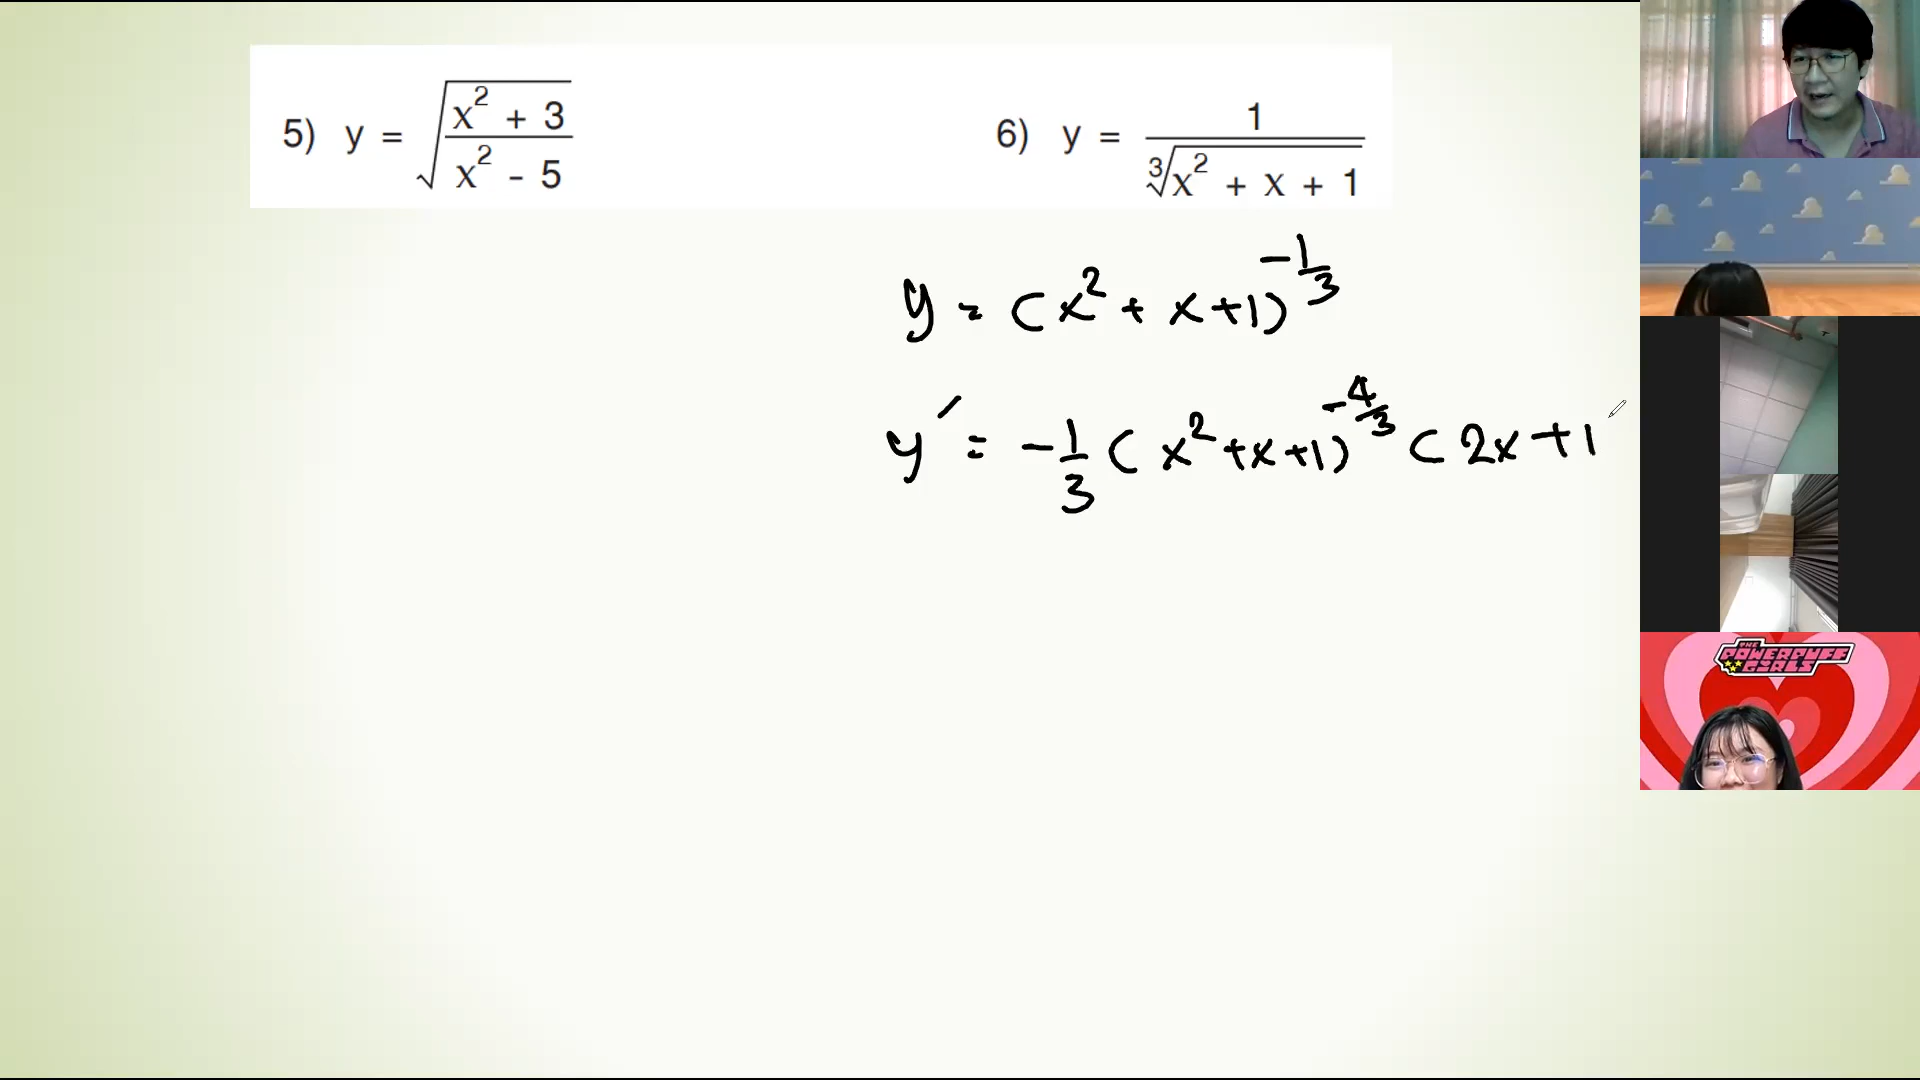 5) y = √((x² + 3)/(x² - 5))
6) y = 1/∛(x² + x + 1)
y = (x² + x + 1)^(-1/3)
y′ = -1/3 (x² + x + 1)^(-4/3) (2x + 1
THE
POWERPUFF
GIRLS